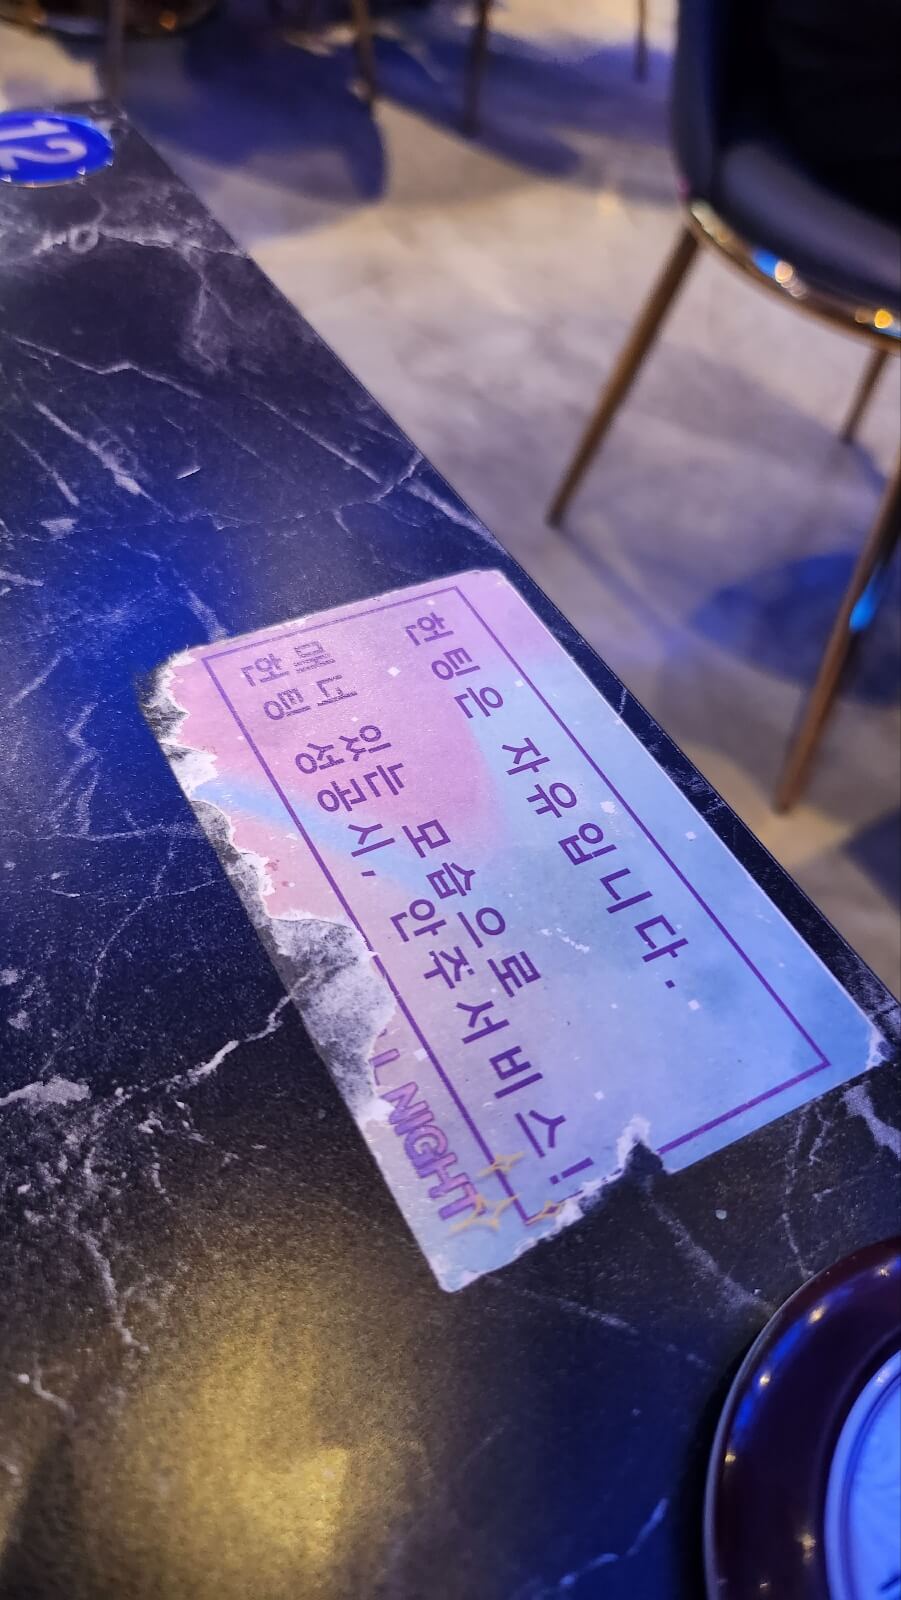 12
헌팅은 자유입니다.
매너 있는 모습으로
헌팅 성공시, 안주서비스!
LL NIGHT